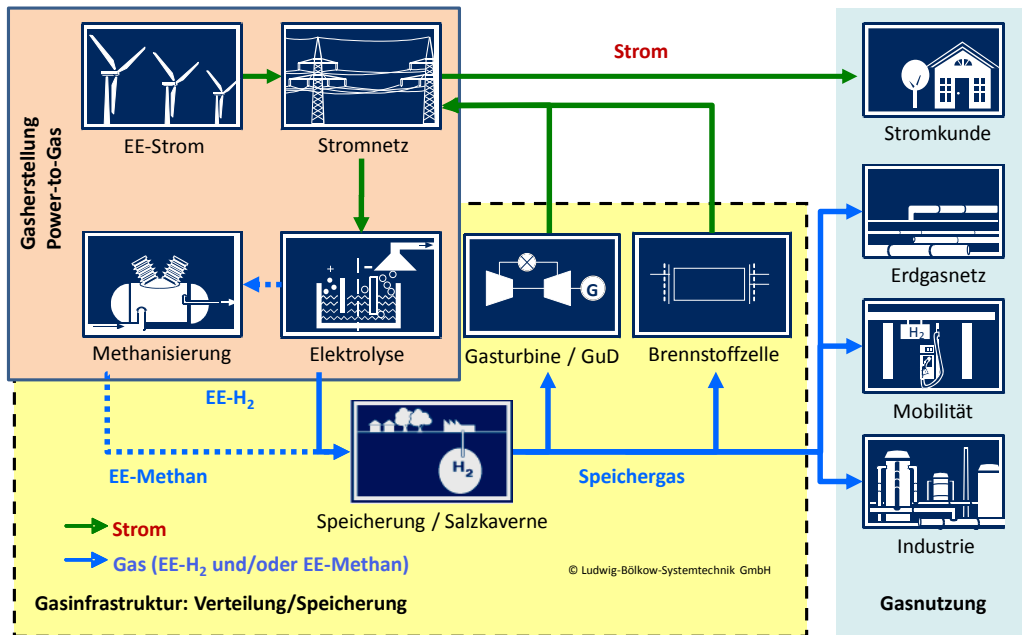 Gasherstellung
Power-to-Gas
EE-Strom
Stromnetz
Strom
Stromkunde
Methanisierung
+
-
Elektrolyse
G
Gasturbine / GuD
Brennstoffzelle
Erdgasnetz
H₂
Mobilität
EE-H₂
EE-Methan
H₂
Speicherung / Salzkaverne
Speichergas
Industrie
Strom
Gas (EE-H₂ und/oder EE-Methan)
© Ludwig-Bölkow-Systemtechnik GmbH
Gasinfrastruktur: Verteilung/Speicherung
Gasnutzung